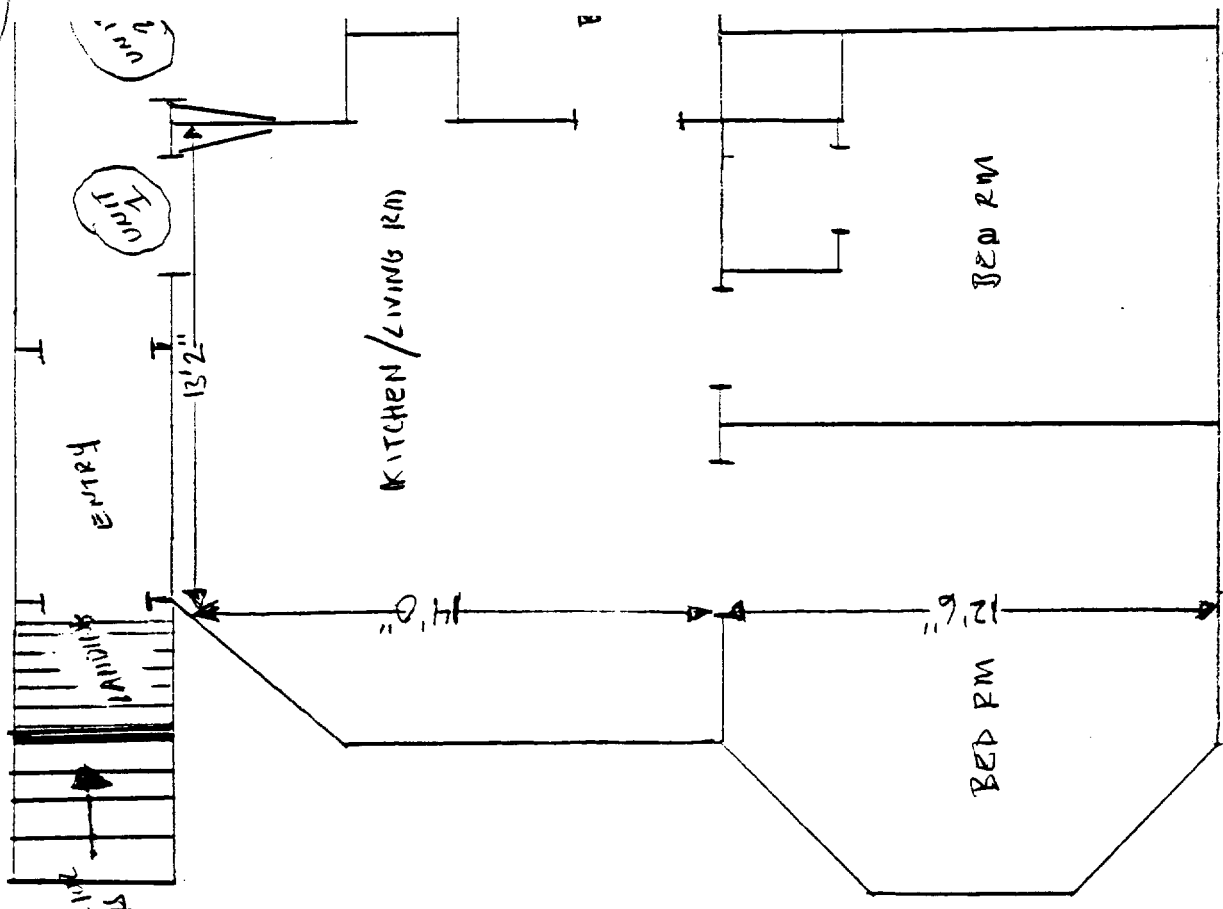 UNIT
2
UNIT
1
ENTRY
LANDING
13'2"
KITCHEN/LIVING RM
14'0"
BED RM
12'6"
BED RM